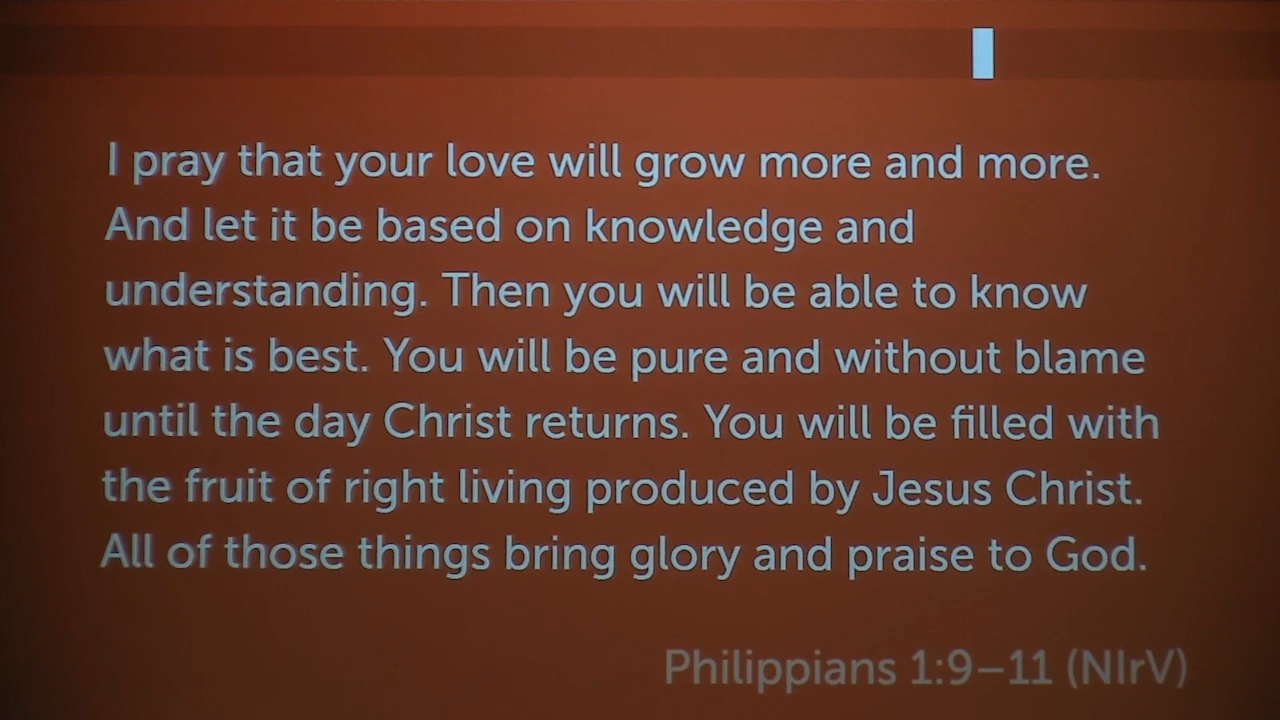 I pray that your love will grow more and more.
And let it be based on knowledge and
understanding. Then you will be able to know
what is best. You will be pure and without blame
until the day Christ returns. You will be filled with
the fruit of right living produced by Jesus Christ.
All of those things bring glory and praise to God.
Philippians 1:9–11 (NIrV)